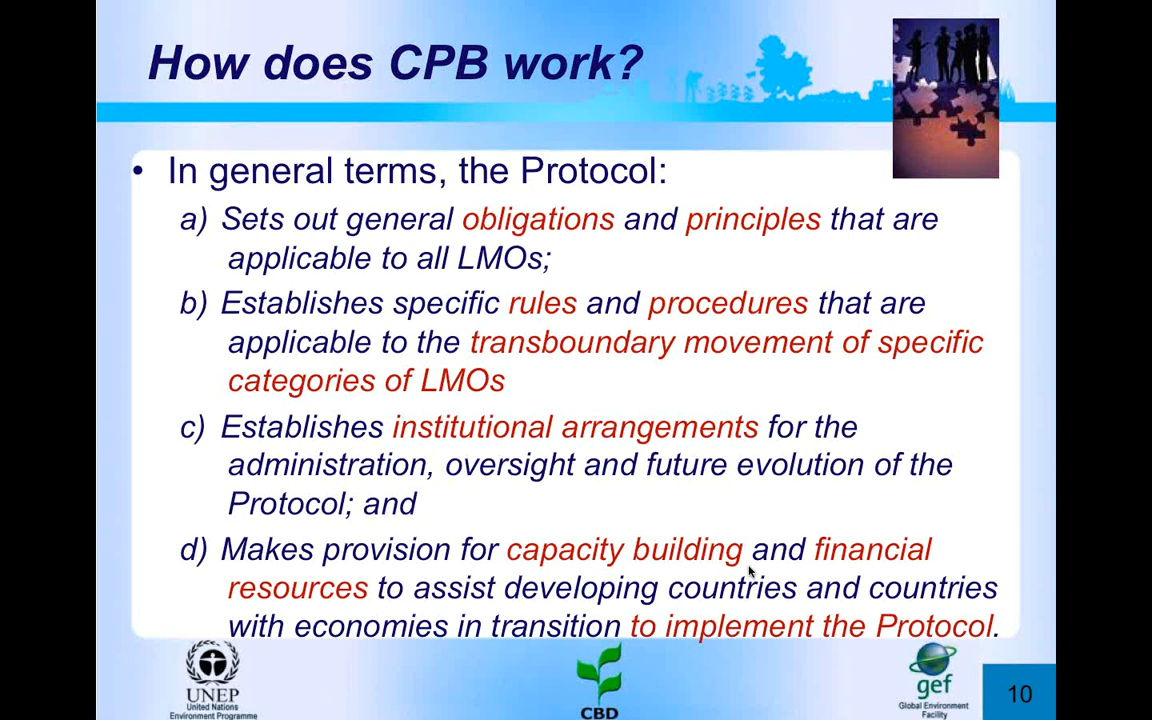 How does CPB work?
• In general terms, the Protocol:
a) Sets out general obligations and principles that are
applicable to all LMOs;
b) Establishes specific rules and procedures that are
applicable to the transboundary movement of specific
categories of LMOs
c) Establishes institutional arrangements for the
administration, oversight and future evolution of the
Protocol; and
d) Makes provision for capacity building and financial
resources to assist developing countries and countries
with economies in transition to implement the Protocol.
UNEP
United Nations
Environment Programme
CBD
gef
Global Environment
Facility
10